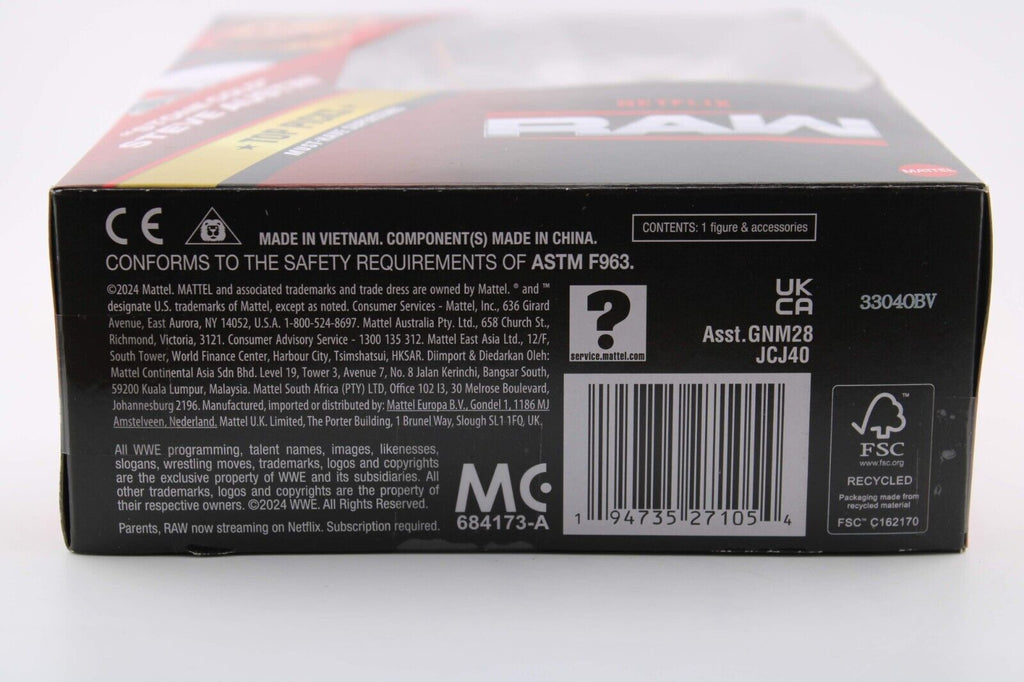 "STONE COLD"
STEVE AUSTIN
★TOP PICKS★
MUST-HAVE SUPERSTARS
NETFLIX
RAW
MATTEL
CE
MADE IN VIETNAM. COMPONENT(S) MADE IN CHINA.
CONTENTS: 1 figure & accessories
CONFORMS TO THE SAFETY REQUIREMENTS OF ASTM F963.
©2024 Mattel. MATTEL and associated trademarks and trade dress are owned by Mattel. ® and ™
designate U.S. trademarks of Mattel, except as noted. Consumer Services - Mattel, Inc., 636 Girard
Avenue, East Aurora, NY 14052, U.S.A. 1-800-524-8697. Mattel Australia Pty. Ltd., 658 Church St.,
Richmond, Victoria, 3121. Consumer Advisory Service - 1300 135 312. Mattel East Asia Ltd., 12/F,
South Tower, World Finance Center, Harbour City, Tsimshatsui, HKSAR. Diimport & Diedarkan Oleh:
Mattel Continental Asia Sdn Bhd. Level 19, Tower 3, Avenue 7, No. 8 Jalan Kerinchi, Bangsar South,
59200 Kuala Lumpur, Malaysia. Mattel South Africa (PTY) LTD, Office 102 I3, 30 Melrose Boulevard,
Johannesburg 2196. Manufactured, imported or distributed by: Mattel Europa B.V., Gondel 1, 1186 MJ
Amstelveen, Nederland. Mattel U.K. Limited, The Porter Building, 1 Brunel Way, Slough SL1 1FQ, UK.
All WWE programming, talent names, images, likenesses,
slogans, wrestling moves, trademarks, logos and copyrights
are the exclusive property of WWE and its subsidiaries. All
other trademarks, logos and copyrights are the property of
their respective owners. ©2024 WWE. All Rights Reserved.
Parents, RAW now streaming on Netflix. Subscription required.
MC
684173-A
?
service.mattel.com
UK
CA
Asst.GNM28
JCJ40
1 94735 27105 4
33040BV
™
FSC
www.fsc.org
RECYCLED
Packaging made from
recycled material
FSC™ C162170